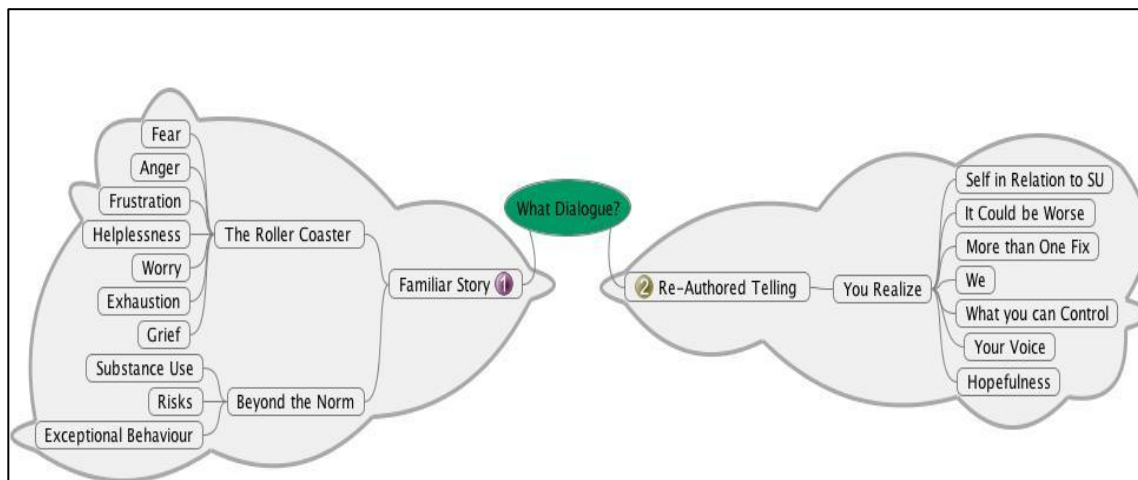 What Dialogue?
Familiar Story 1
The Roller Coaster
Fear
Anger
Frustration
Helplessness
Worry
Exhaustion
Grief
Beyond the Norm
Substance Use
Risks
Exceptional Behaviour
2 Re-Authored Telling
You Realize
Self in Relation to SU
It Could be Worse
More than One Fix
We
What you can Control
Your Voice
Hopefulness